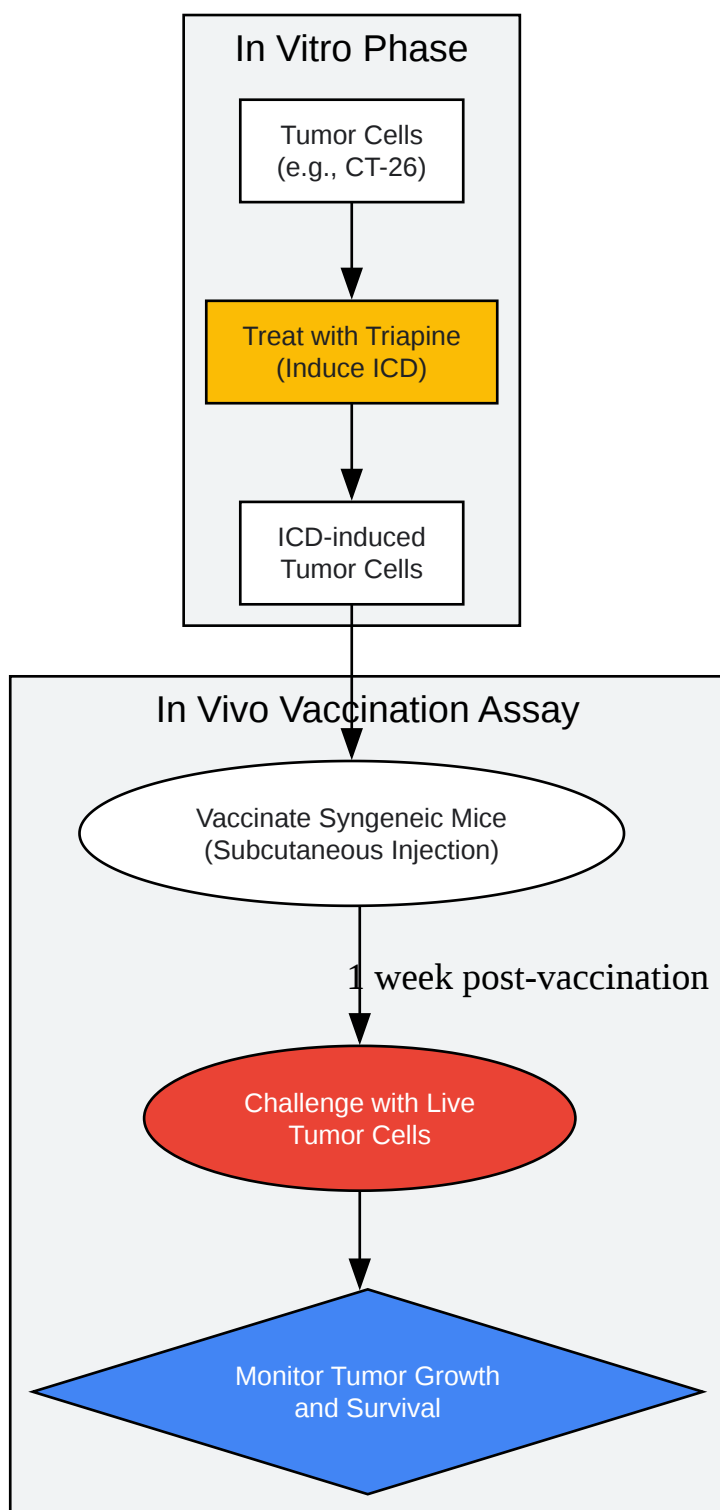 In Vitro Phase
Tumor Cells
(e.g., CT-26)
Treat with Triapine
(Induce ICD)
ICD-induced
Tumor Cells
In Vivo Vaccination Assay
Vaccinate Syngeneic Mice
(Subcutaneous Injection)
1 week post-vaccination
Challenge with Live
Tumor Cells
Monitor Tumor Growth
and Survival